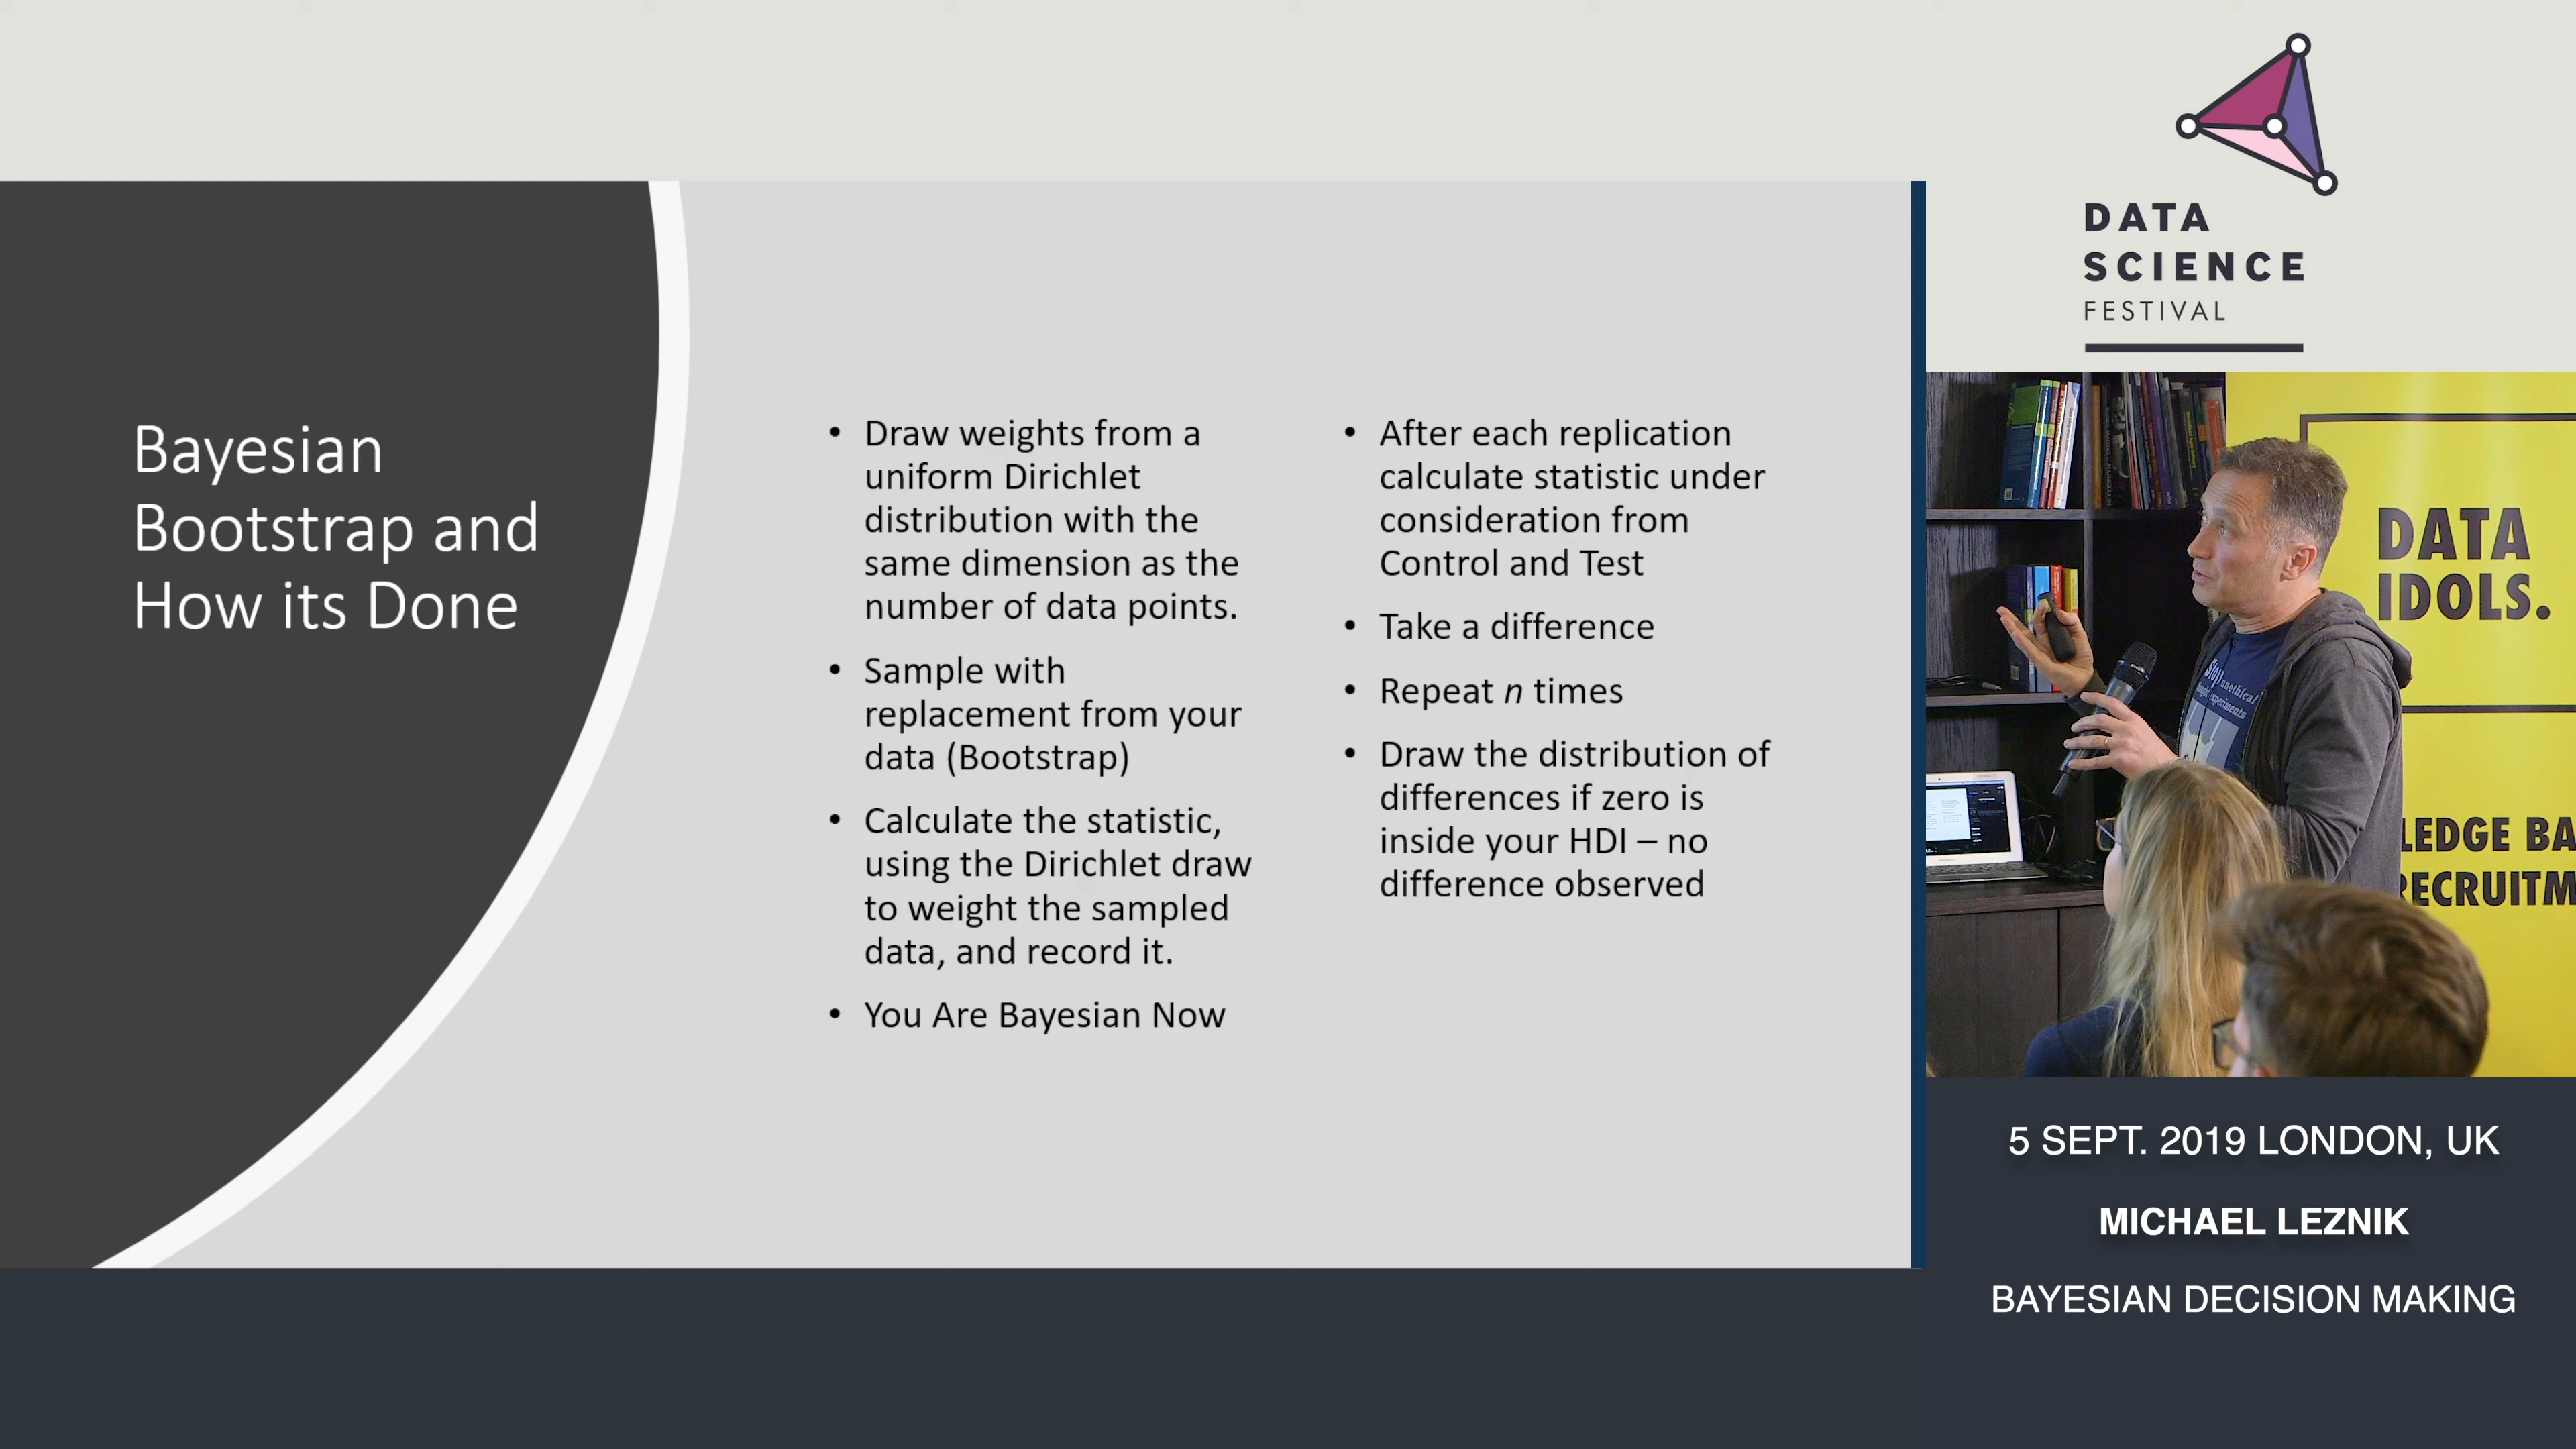 Bayesian
Bootstrap and
How its Done
• Draw weights from a
uniform Dirichlet
distribution with the
same dimension as the
number of data points.
• Sample with
replacement from your
data (Bootstrap)
• Calculate the statistic,
using the Dirichlet draw
to weight the sampled
data, and record it.
• You Are Bayesian Now
• After each replication
calculate statistic under
consideration from
Control and Test
• Take a difference
• Repeat n times
• Draw the distribution of
differences if zero is
inside your HDI – no
difference observed
DATA
SCIENCE
FESTIVAL
DATA
IDOLS.
LEDGE BA
RECRUITM
unethical
experiments
5 SEPT. 2019 LONDON, UK
MICHAEL LEZNIK
BAYESIAN DECISION MAKING